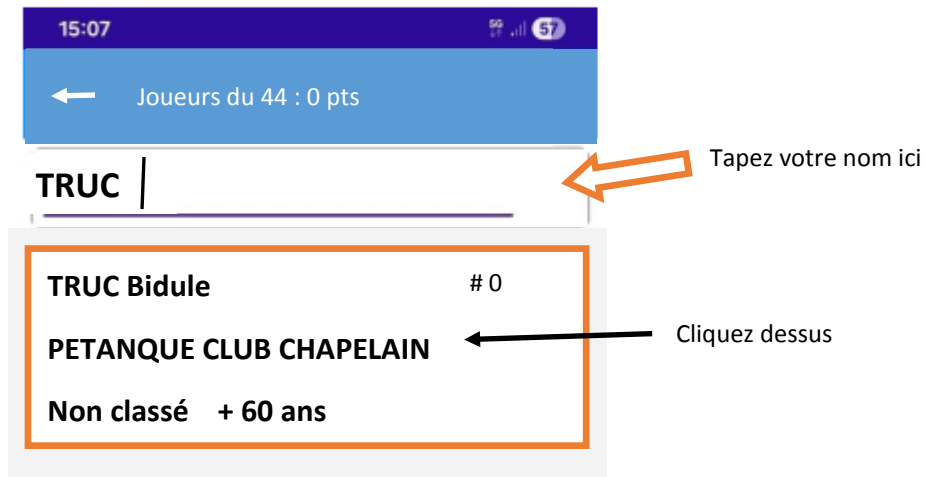 15:07 5G 57
Joueurs du 44 : 0 pts
Tapez votre nom ici
TRUC
TRUC Bidule # 0
PETANQUE CLUB CHAPELAIN
Cliquez dessus
Non classé + 60 ans